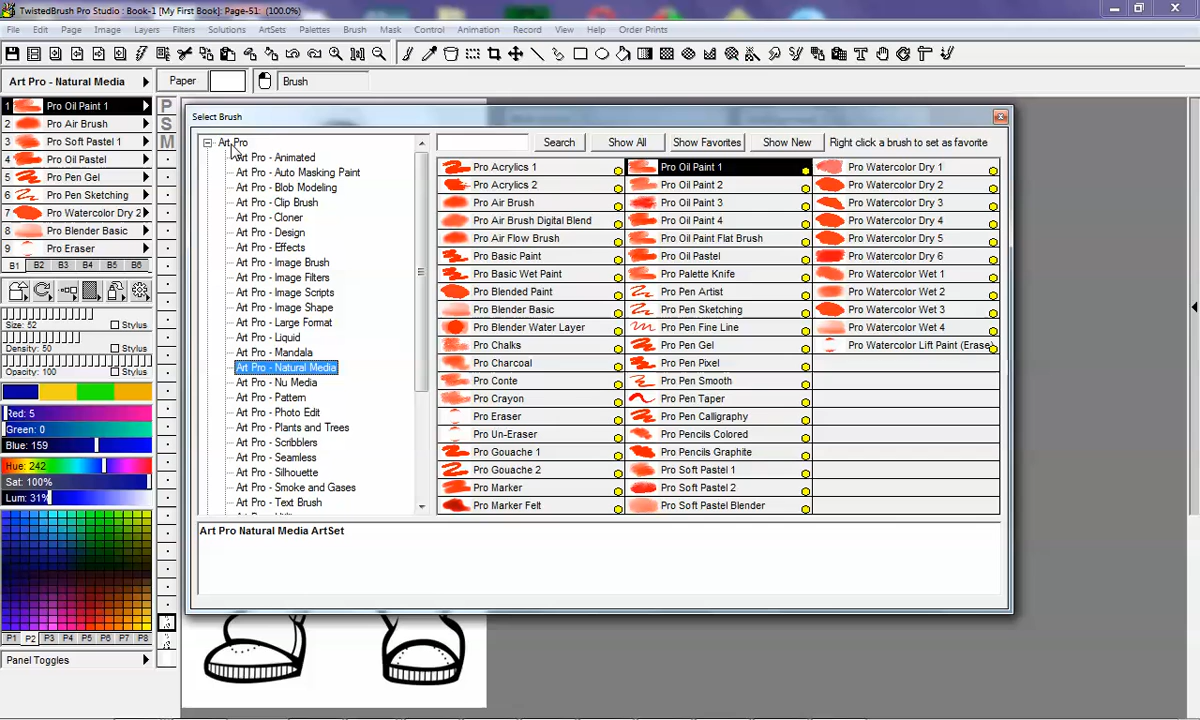 TwistedBrush Pro Studio : Book-1 [My First Book]: Page-51: (100.0%)
File Edit Page Image Layers Filters Solutions ArtSets Palettes Brush Mask Control Animation Record View Help Order Prints
Art Pro - Natural Media
Paper
Brush
1 Pro Oil Paint 1
2 Pro Air Brush
3 Pro Soft Pastel 1
4 Pro Oil Pastel
5 Pro Pen Gel
6 Pro Pen Sketching
7 Pro Watercolor Dry 2
8 Pro Blender Basic
9 Pro Eraser
P
S
M
B1 B2 B3 B4 B5 B6
Size: 52 Stylus
Density: 50 Stylus
Opacity: 100 Stylus
Red: 5
Green: 0
Blue: 159
Hue: 242
Sat: 100%
Lum: 31%
P1 P2 P3 P4 P5 P6 P7 P8
Panel Toggles
Select Brush
Art Pro
Art Pro - Animated
Art Pro - Auto Masking Paint
Art Pro - Blob Modeling
Art Pro - Clip Brush
Art Pro - Cloner
Art Pro - Design
Art Pro - Effects
Art Pro - Image Brush
Art Pro - Image Filters
Art Pro - Image Scripts
Art Pro - Image Shape
Art Pro - Large Format
Art Pro - Liquid
Art Pro - Mandala
Art Pro - Natural Media
Art Pro - Nu Media
Art Pro - Pattern
Art Pro - Photo Edit
Art Pro - Plants and Trees
Art Pro - Scribblers
Art Pro - Seamless
Art Pro - Silhouette
Art Pro - Smoke and Gases
Art Pro - Text Brush
Search Show All Show Favorites Show New Right click a brush to set as favorite
Pro Acrylics 1
Pro Acrylics 2
Pro Air Brush
Pro Air Brush Digital Blend
Pro Air Flow Brush
Pro Basic Paint
Pro Basic Wet Paint
Pro Blended Paint
Pro Blender Basic
Pro Blender Water Layer
Pro Chalks
Pro Charcoal
Pro Conte
Pro Crayon
Pro Eraser
Pro Un-Eraser
Pro Gouache 1
Pro Gouache 2
Pro Marker
Pro Marker Felt
Pro Oil Paint 1
Pro Oil Paint 2
Pro Oil Paint 3
Pro Oil Paint 4
Pro Oil Paint Flat Brush
Pro Oil Pastel
Pro Palette Knife
Pro Pen Artist
Pro Pen Sketching
Pro Pen Fine Line
Pro Pen Gel
Pro Pen Pixel
Pro Pen Smooth
Pro Pen Taper
Pro Pen Calligraphy
Pro Pencils Colored
Pro Pencils Graphite
Pro Soft Pastel 1
Pro Soft Pastel 2
Pro Soft Pastel Blender
Pro Watercolor Dry 1
Pro Watercolor Dry 2
Pro Watercolor Dry 3
Pro Watercolor Dry 4
Pro Watercolor Dry 5
Pro Watercolor Dry 6
Pro Watercolor Wet 1
Pro Watercolor Wet 2
Pro Watercolor Wet 3
Pro Watercolor Wet 4
Pro Watercolor Lift Paint (Erase)
Art Pro Natural Media ArtSet